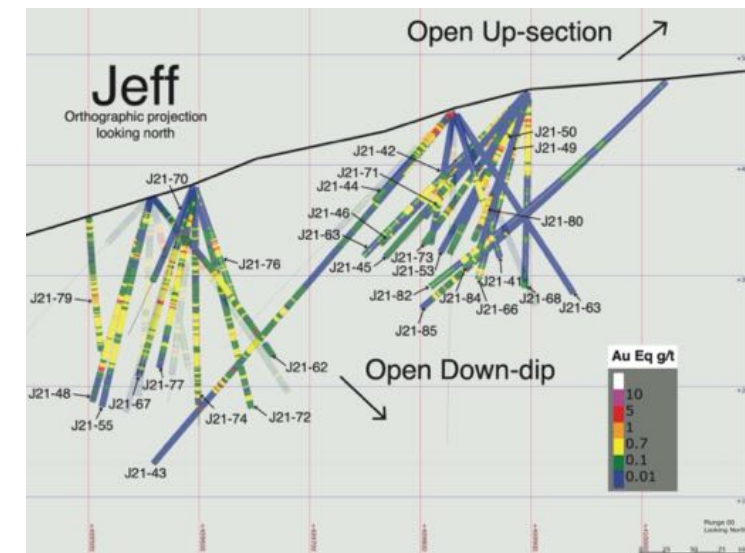 Open Up-section
Jeff
Orthographic projection
looking north
J21-70
J21-42
J21-71
J21-44
J21-46
J21-63
J21-45
J21-73
J21-53
J21-50
J21-49
J21-80
J21-82
J21-84
J21-41
J21-66
J21-68
J21-63
J21-85
J21-79
J21-76
J21-62
J21-48
J21-77
J21-67
J21-55
J21-74
J21-72
J21-43
Open Down-dip
Au Eq g/t
10
5
1
0.7
0.1
0.01
Plunge 00